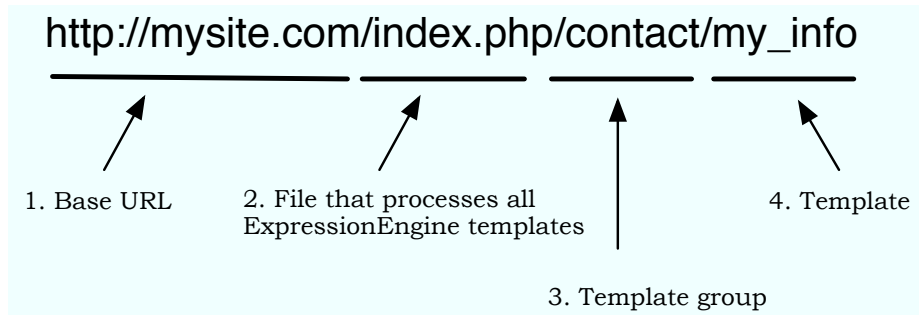 http://mysite.com/index.php/contact/my_info
1. Base URL
2. File that processes all
ExpressionEngine templates
4. Template
3. Template group